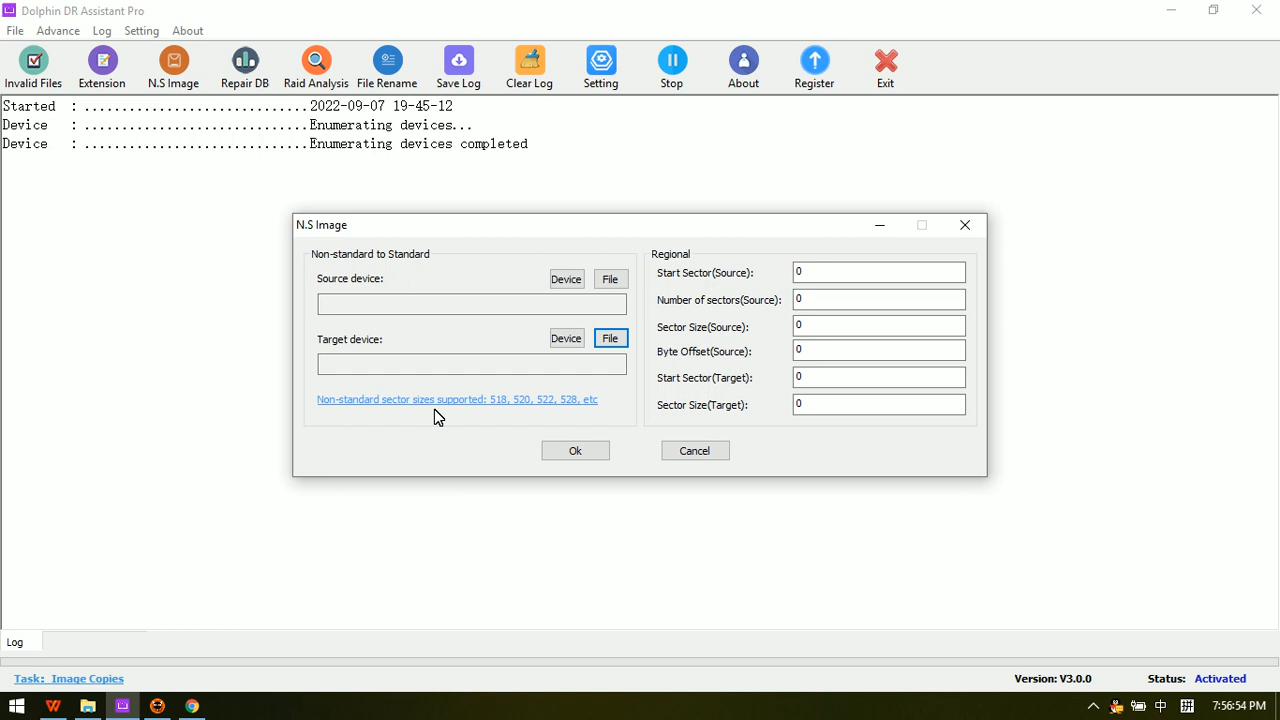 Dolphin DR Assistant Pro
File Advance Log Setting About
Invalid Files Extension N.S Image Repair DB Raid Analysis File Rename Save Log Clear Log Setting Stop About Register Exit
Started : ..............................2022-09-07 19-45-12
Device : ..............................Enumerating devices...
Device : ..............................Enumerating devices completed
N.S Image
Non-standard to Standard
Source device: Device File
Target device: Device File
Non-standard sector sizes supported: 518, 520, 522, 528, etc
Regional
Start Sector(Source): 0
Number of sectors(Source): 0
Sector Size(Source): 0
Byte Offset(Source): 0
Start Sector(Target): 0
Sector Size(Target): 0
Ok Cancel
Log
Task: Image Copies Version: V3.0.0 Status: Activated
中 拼 7:56:54 PM